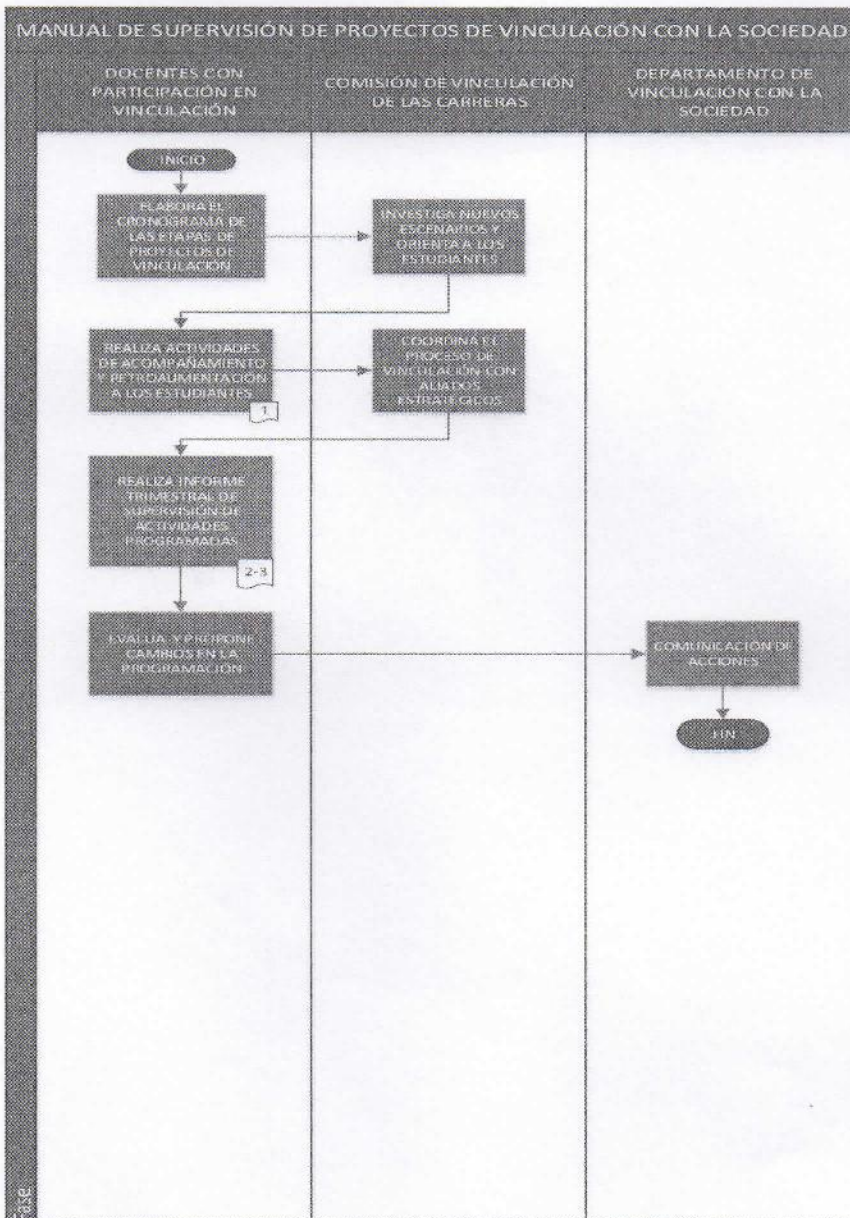 MANUAL DE SUPERVISIÓN DE PROYECTOS DE VINCULACIÓN CON LA SOCIEDAD
DOCENTES CON
PARTICIPACIÓN EN
VINCULACIÓN
COMISIÓN DE VINCULACIÓN
DE LAS CARRERAS
DEPARTAMENTO DE
VINCULACIÓN CON LA
SOCIEDAD
INICIO
ELABORA EL
CRONOGRAMA DE
LAS ETAPAS DE
PROYECTOS DE
VINCULACIÓN
INVESTIGA NUEVOS
ESCENARIOS Y
ORIENTA A LOS
ESTUDIANTES
REALIZA ACTIVIDADES
DE ACOMPAÑAMIENTO
Y RETROALIMENTACIÓN
A LOS ESTUDIANTES
1
COORDINA EL
PROCESO DE
VINCULACIÓN CON
ALIADOS
ESTRATEGICOS
REALIZA INFORME
TRIMESTRAL DE
SUPERVISIÓN DE
ACTIVIDADES
PROGRAMADAS
2-3
EVALUA Y PROPONE
CAMBIOS EN LA
PROGRAMACIÓN
COMUNICACIÓN DE
ACCIONES
FIN
Fase